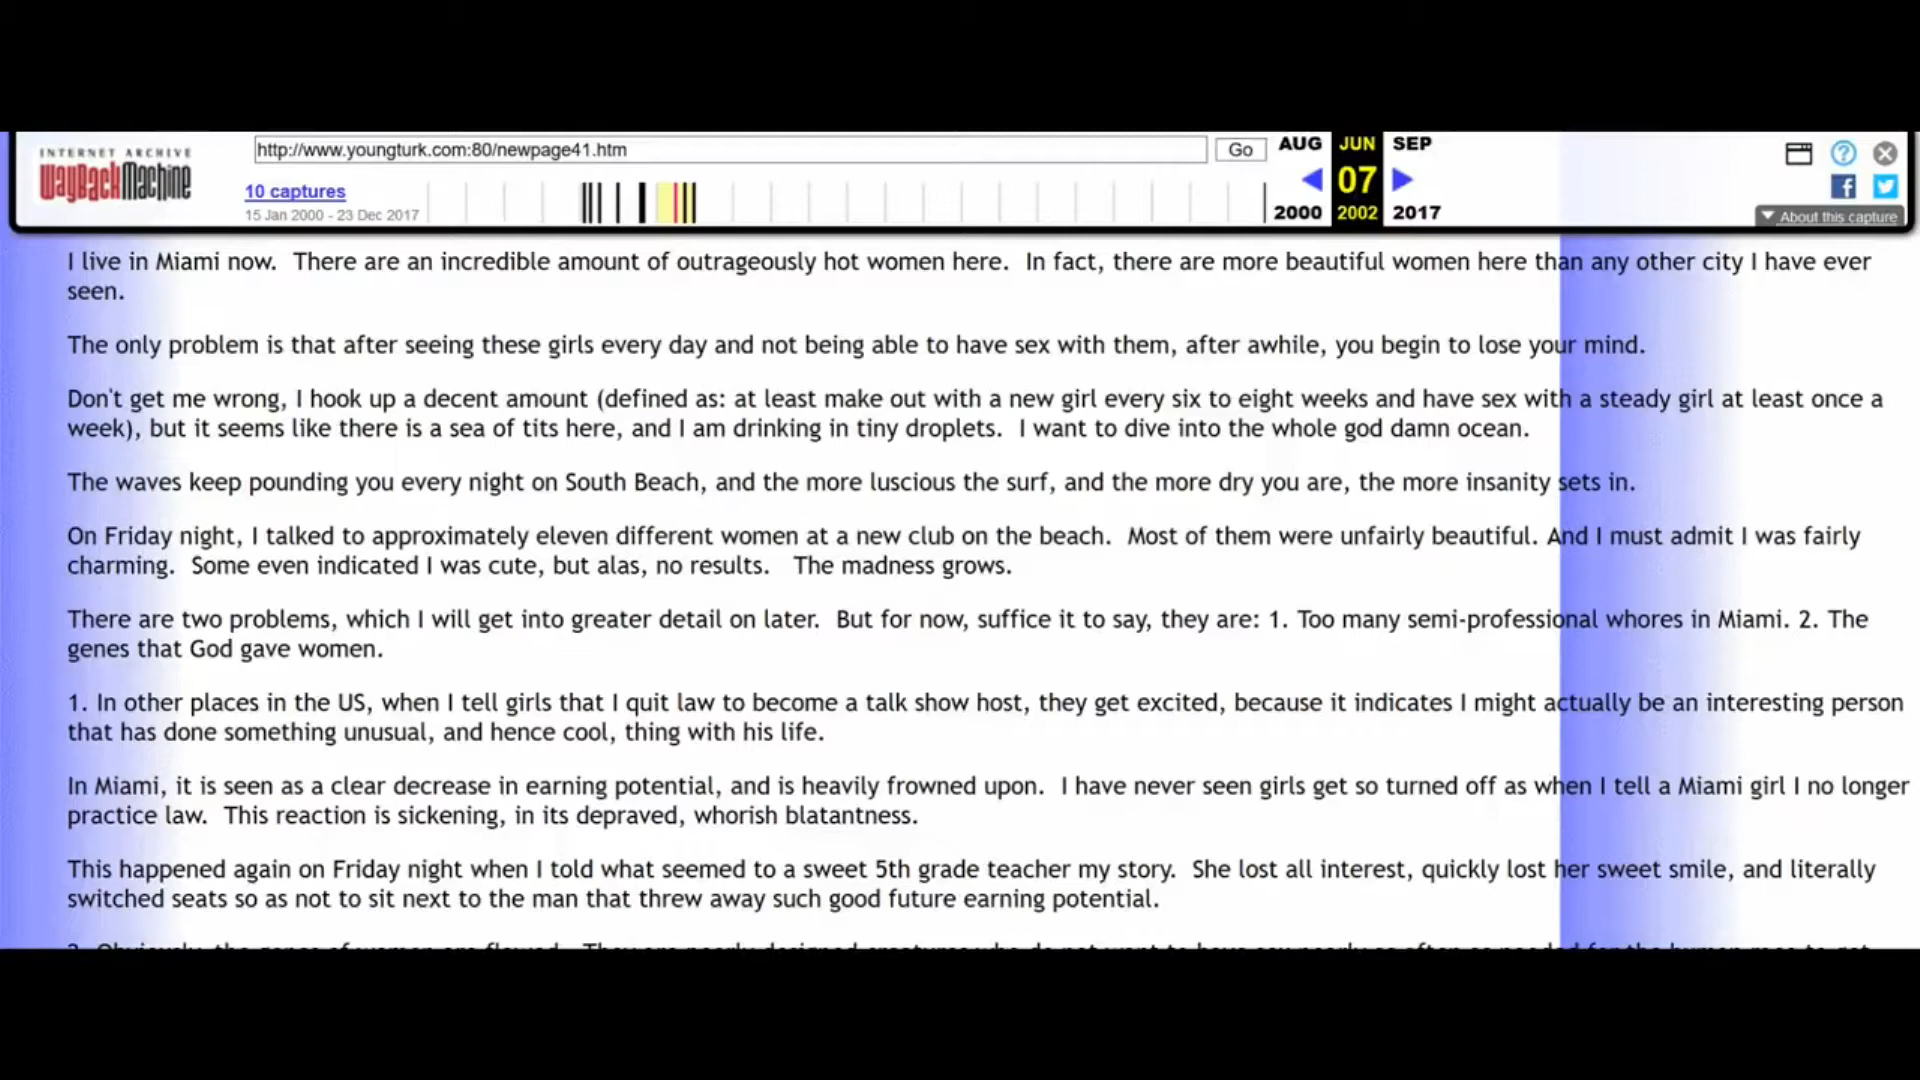 INTERNET ARCHIVE
WayBackMachine
http://www.youngturk.com:80/newpage41.htm
Go
AUG
JUN
SEP
07
10 captures
15 Jan 2000 - 23 Dec 2017
2000
2002
2017
About this capture
I live in Miami now.  There are an incredible amount of outrageously hot women here.  In fact, there are more beautiful women here than any other city I have ever
seen.
The only problem is that after seeing these girls every day and not being able to have sex with them, after awhile, you begin to lose your mind.
Don't get me wrong, I hook up a decent amount (defined as: at least make out with a new girl every six to eight weeks and have sex with a steady girl at least once a
week), but it seems like there is a sea of tits here, and I am drinking in tiny droplets.  I want to dive into the whole god damn ocean.
The waves keep pounding you every night on South Beach, and the more luscious the surf, and the more dry you are, the more insanity sets in.
On Friday night, I talked to approximately eleven different women at a new club on the beach.  Most of them were unfairly beautiful. And I must admit I was fairly
charming.  Some even indicated I was cute, but alas, no results.   The madness grows.
There are two problems, which I will get into greater detail on later.  But for now, suffice it to say, they are: 1. Too many semi-professional whores in Miami. 2. The
genes that God gave women.
1. In other places in the US, when I tell girls that I quit law to become a talk show host, they get excited, because it indicates I might actually be an interesting person
that has done something unusual, and hence cool, thing with his life.
In Miami, it is seen as a clear decrease in earning potential, and is heavily frowned upon.  I have never seen girls get so turned off as when I tell a Miami girl I no longer
practice law.  This reaction is sickening, in its depraved, whorish blatantness.
This happened again on Friday night when I told what seemed to a sweet 5th grade teacher my story.  She lost all interest, quickly lost her sweet smile, and literally
switched seats so as not to sit next to the man that threw away such good future earning potential.